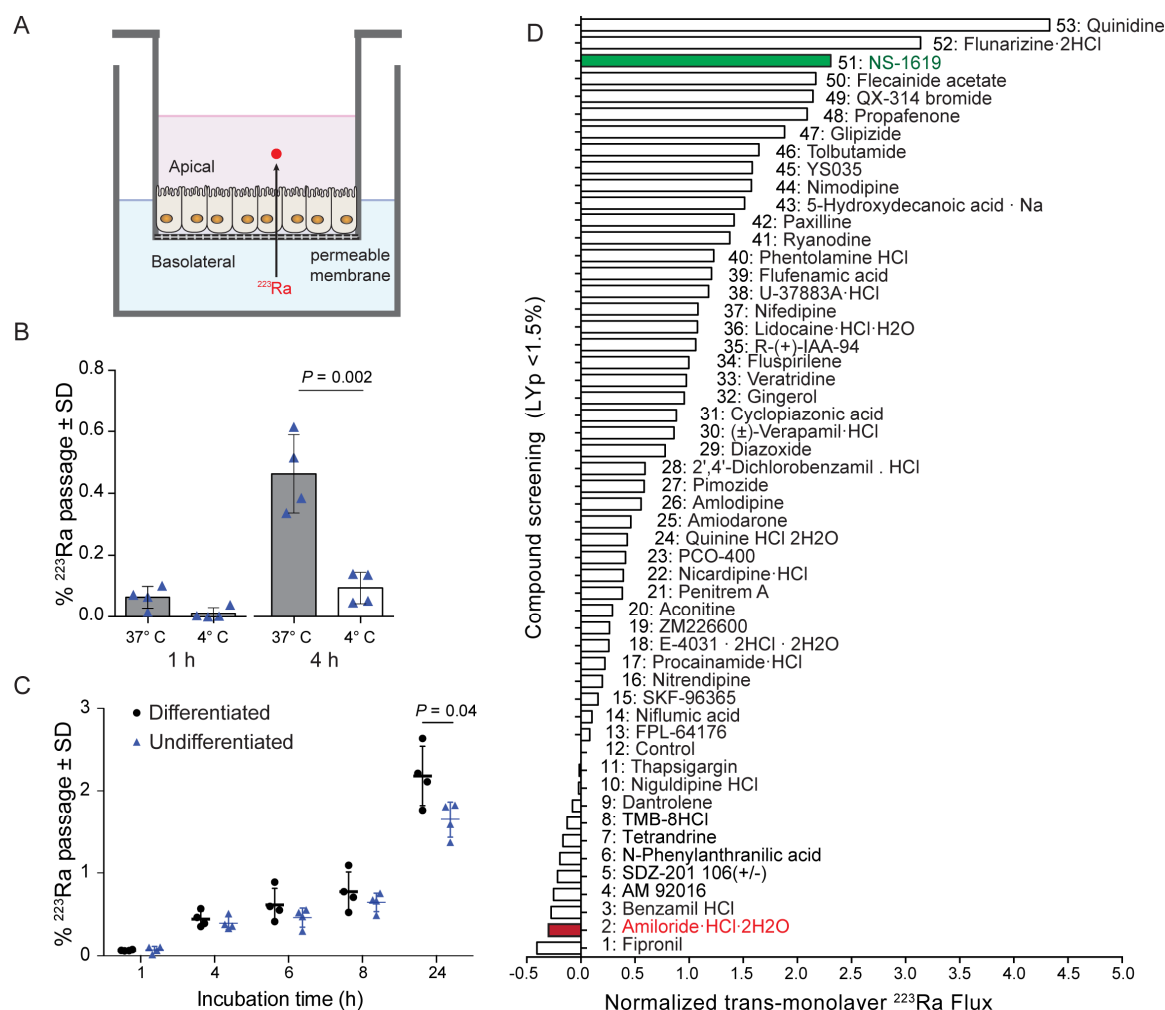 A
Apical
Basolateral
permeable
membrane
²²³Ra
B
% ²²³Ra passage ± SD
0.8
0.6
0.4
0.2
0.0
P = 0.002
37° C
4° C
37° C
4° C
1 h
4 h
C
% ²²³Ra passage ± SD
3
2
1
0
Differentiated
Undifferentiated
P = 0.04
1
4
6
8
24
Incubation time (h)
D
Compound screening (LYp <1.5%)
53: Quinidine
52: Flunarizine·2HCl
51: NS-1619
50: Flecainide acetate
49: QX-314 bromide
48: Propafenone
47: Glipizide
46: Tolbutamide
45: YS035
44: Nimodipine
43: 5-Hydroxydecanoic acid · Na
42: Paxilline
41: Ryanodine
40: Phentolamine HCl
39: Flufenamic acid
38: U-37883A·HCl
37: Nifedipine
36: Lidocaine·HCl·H2O
35: R-(+)-IAA-94
34: Fluspirilene
33: Veratridine
32: Gingerol
31: Cyclopiazonic acid
30: (±)-Verapamil·HCl
29: Diazoxide
28: 2',4'-Dichlorobenzamil . HCl
27: Pimozide
26: Amlodipine
25: Amiodarone
24: Quinine HCl 2H2O
23: PCO-400
22: Nicardipine·HCl
21: Penitrem A
20: Aconitine
19: ZM226600
18: E-4031 · 2HCl · 2H2O
17: Procainamide·HCl
16: Nitrendipine
15: SKF-96365
14: Niflumic acid
13: FPL-64176
12: Control
11: Thapsigargin
10: Niguldipine HCl
9: Dantrolene
8: TMB-8HCl
7: Tetrandrine
6: N-Phenylanthranilic acid
5: SDZ-201 106(+/-)
4: AM 92016
3: Benzamil HCl
2: Amiloride·HCl·2H2O
1: Fipronil
-0.5
0.0
0.5
1.0
1.5
2.0
2.5
3.0
3.5
4.0
4.5
5.0
Normalized trans-monolayer ²²³Ra Flux